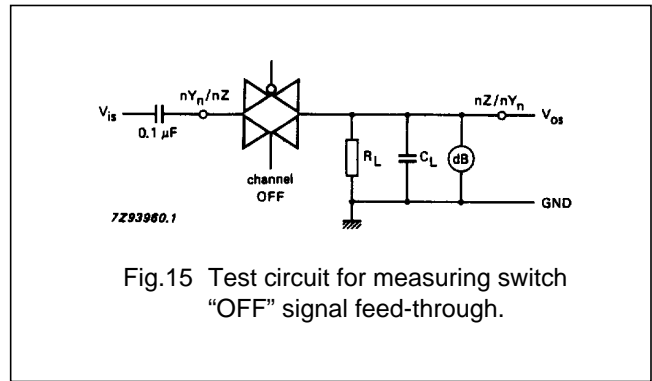 V_is
0.1 μF
nY_n/nZ
channel
OFF
R_L
C_L
dB
nZ/nY_n
V_os
GND
7Z93960.1
Fig.15 Test circuit for measuring switch
“OFF” signal feed-through.